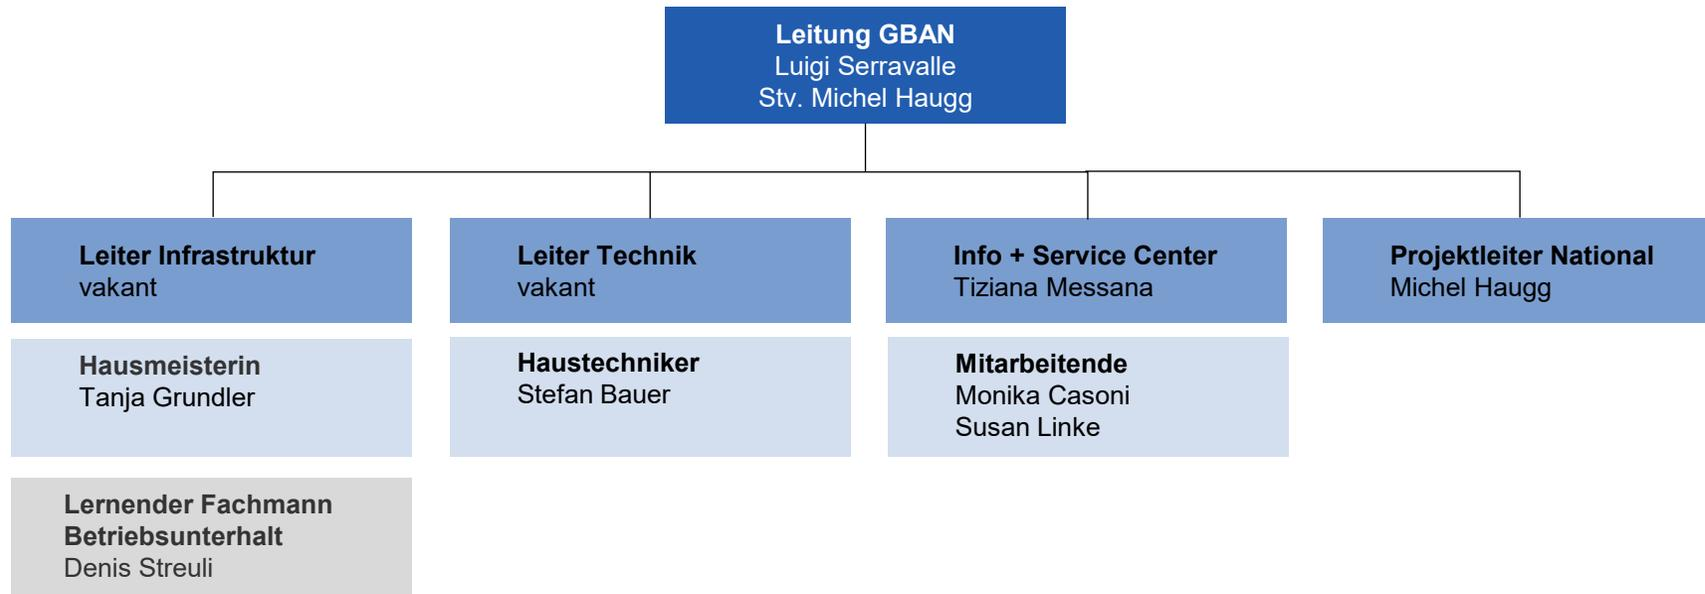 Leitung GBAN
Luigi Serravalle
Stv. Michel Haugg
Leiter Infrastruktur
vakant
Leiter Technik
vakant
Info + Service Center
Tiziana Messana
Projektleiter National
Michel Haugg
Hausmeisterin
Tanja Grundler
Haustechniker
Stefan Bauer
Mitarbeitende
Monika Casoni
Susan Linke
Lernender Fachmann
Betriebsunterhalt
Denis Streuli